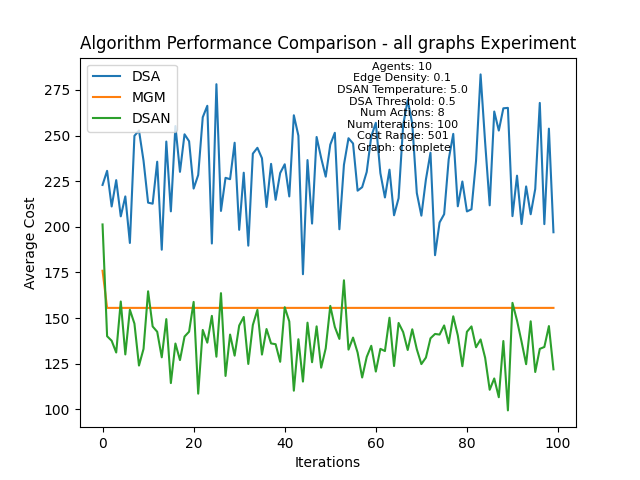 Algorithm Performance Comparison - all graphs Experiment
DSA
MGM
DSAN
Agents: 10
Edge Density: 0.1
DSAN Temperature: 5.0
DSA Threshold: 0.5
Num Actions: 8
Num Iterations: 100
Cost Range: 501
Graph: complete
Average Cost
275
250
225
200
175
150
125
100
0
20
40
60
80
100
Iterations